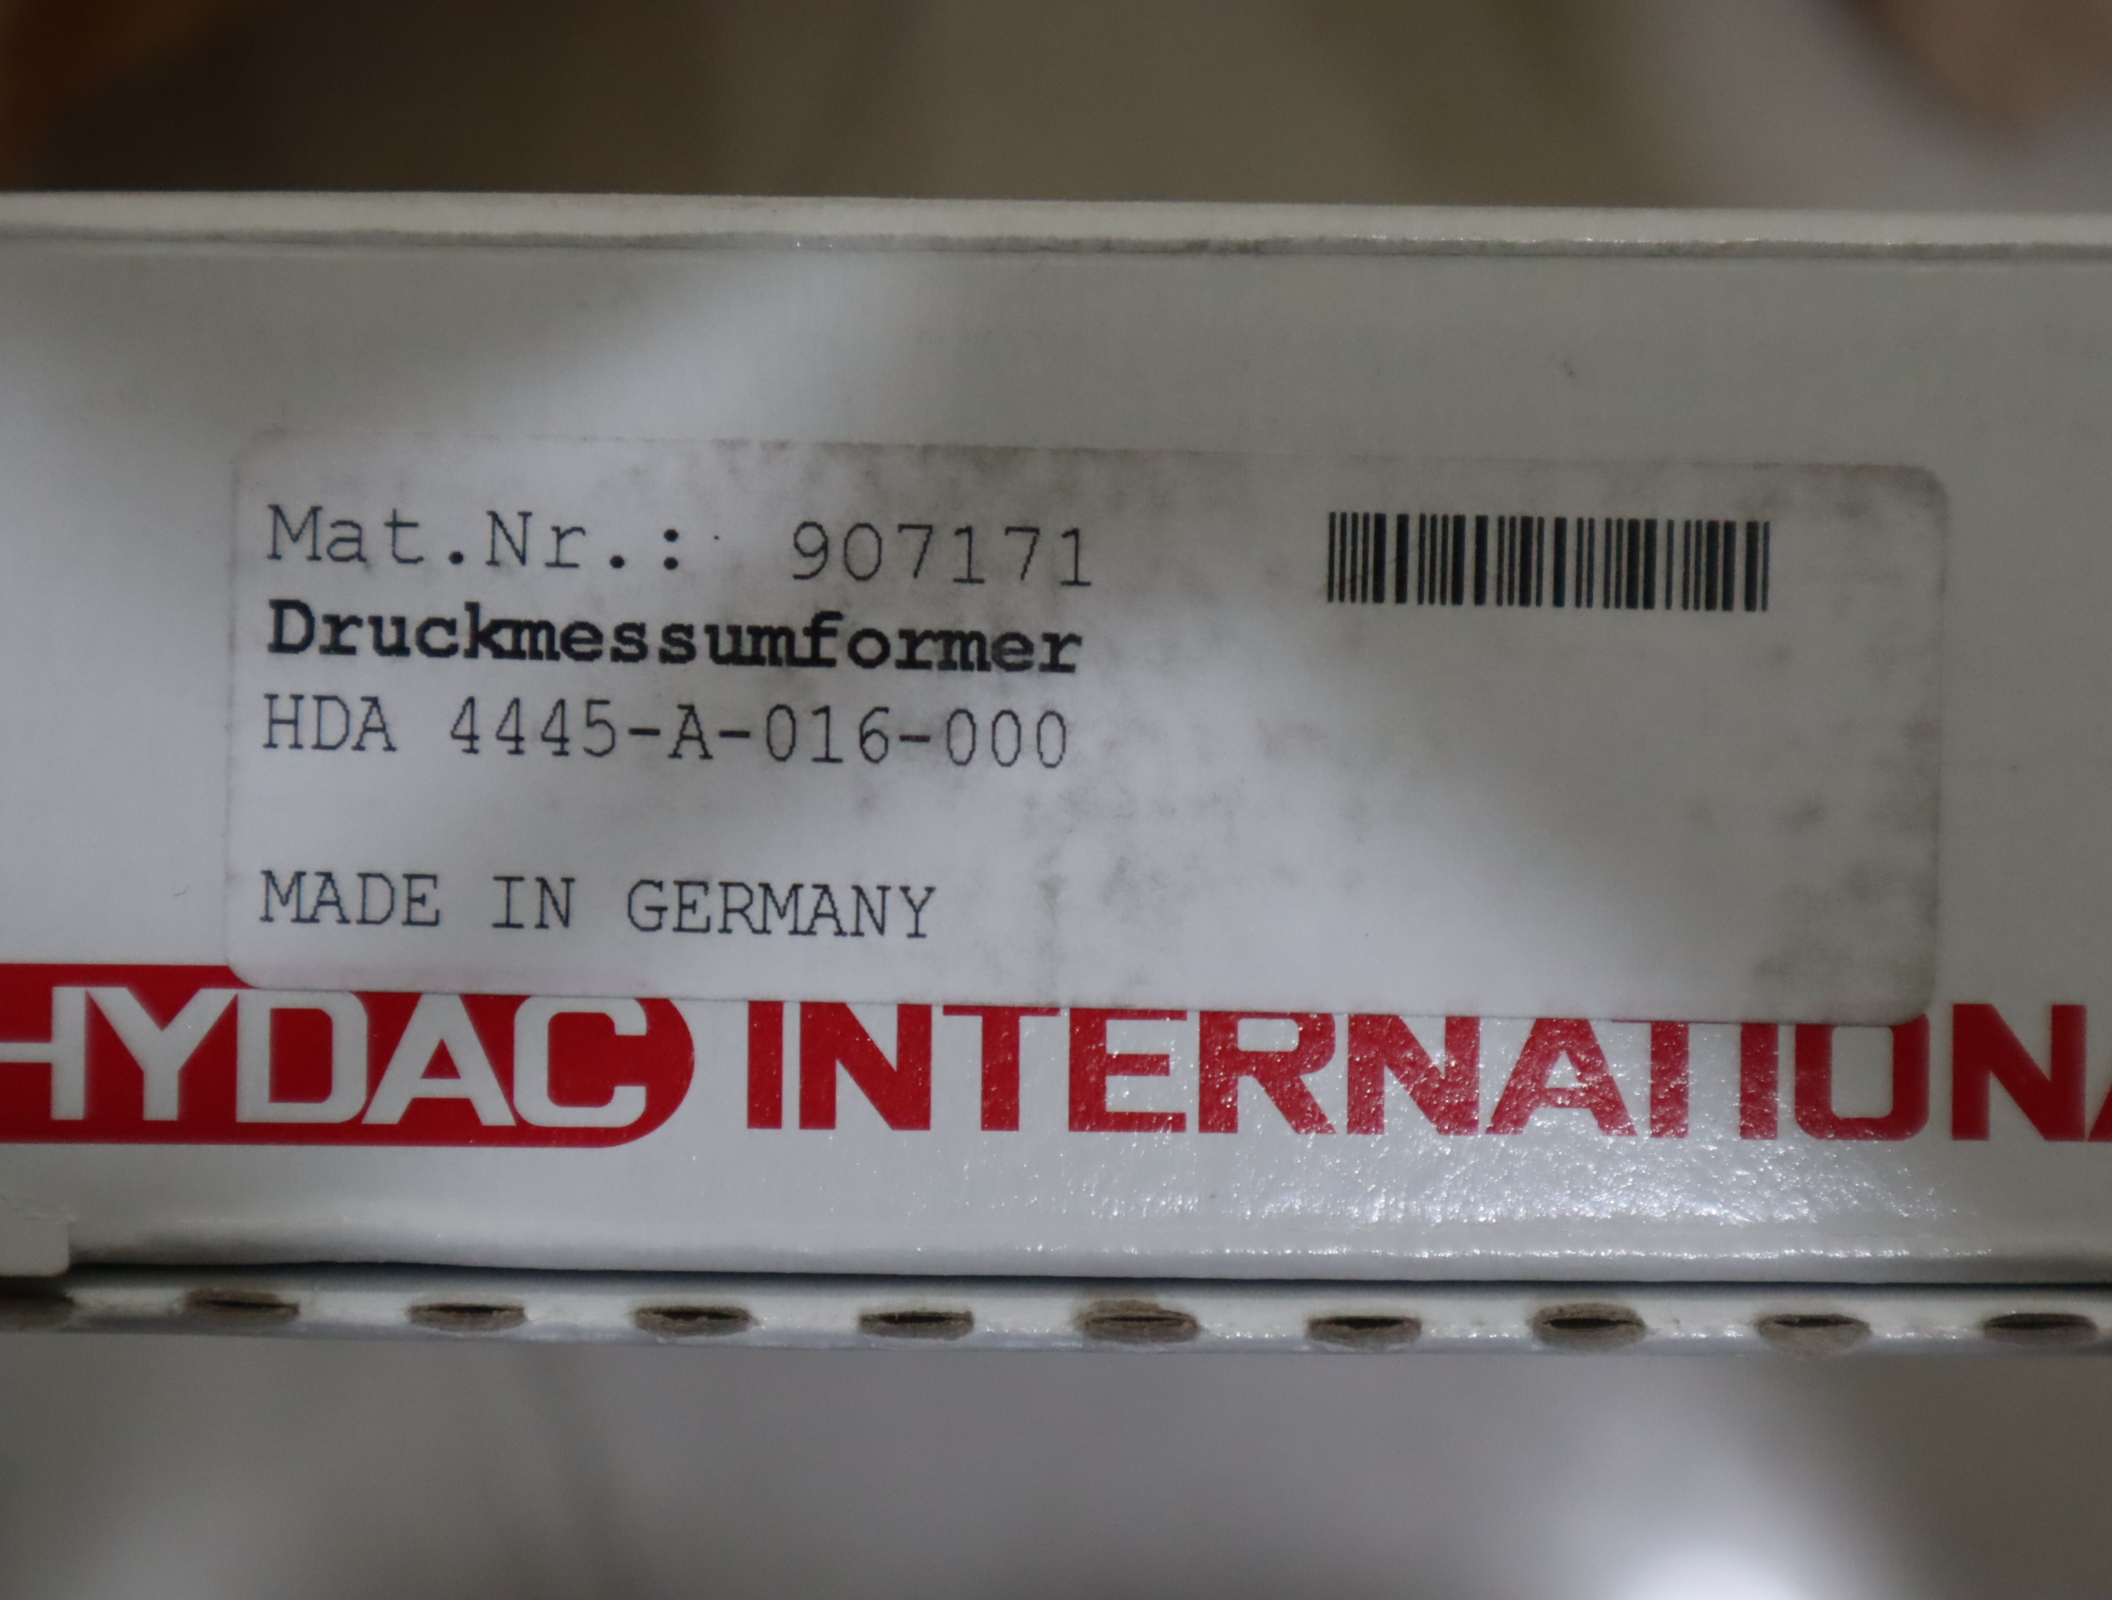 Mat.Nr.: 907171
Druckmessumformer
HDA 4445-A-016-000
MADE IN GERMANY
HYDAC INTERNATIONA